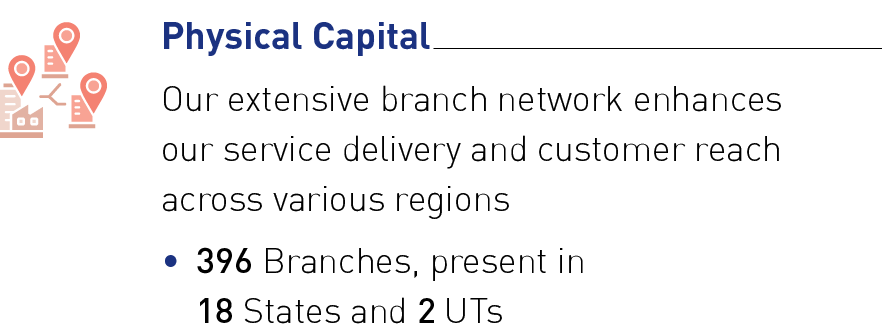 Physical Capital
Our extensive branch network enhances
our service delivery and customer reach
across various regions
• 396 Branches, present in
18 States and 2 UTs